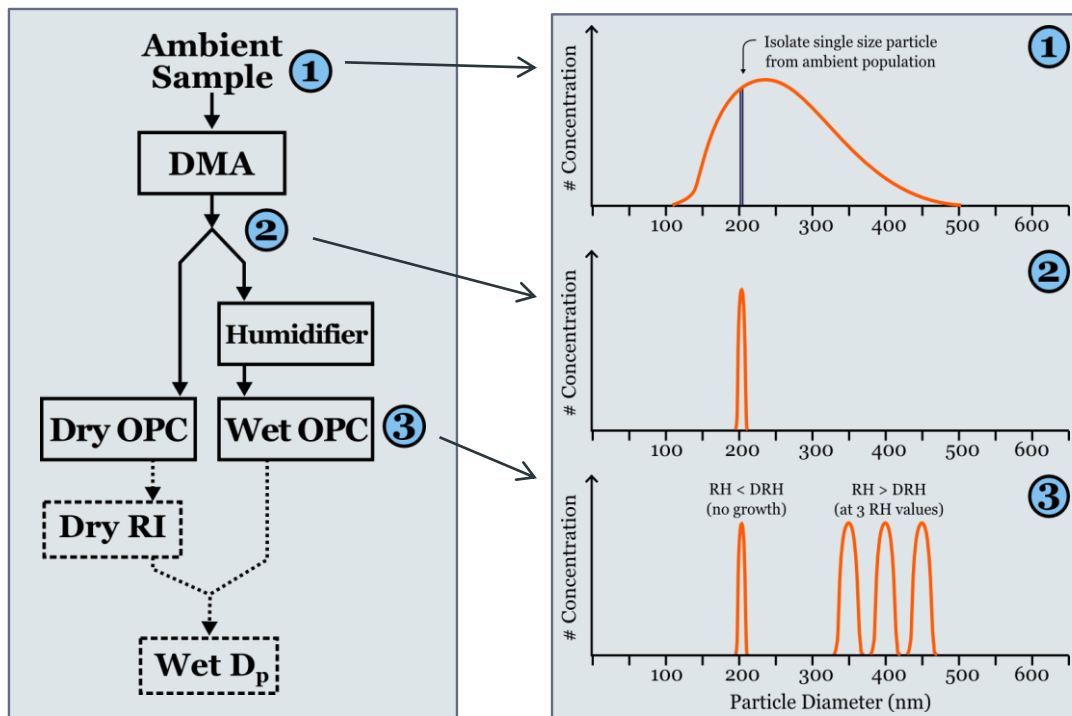 Ambient
Sample
1
DMA
2
Humidifier
Dry OPC
Wet OPC
3
Dry RI
Wet Dp
1
Isolate single size particle
from ambient population
# Concentration
100 200 300 400 500 600
2
# Concentration
100 200 300 400 500 600
3
RH < DRH
(no growth)
RH > DRH
(at 3 RH values)
# Concentration
100 200 300 400 500 600
Particle Diameter (nm)